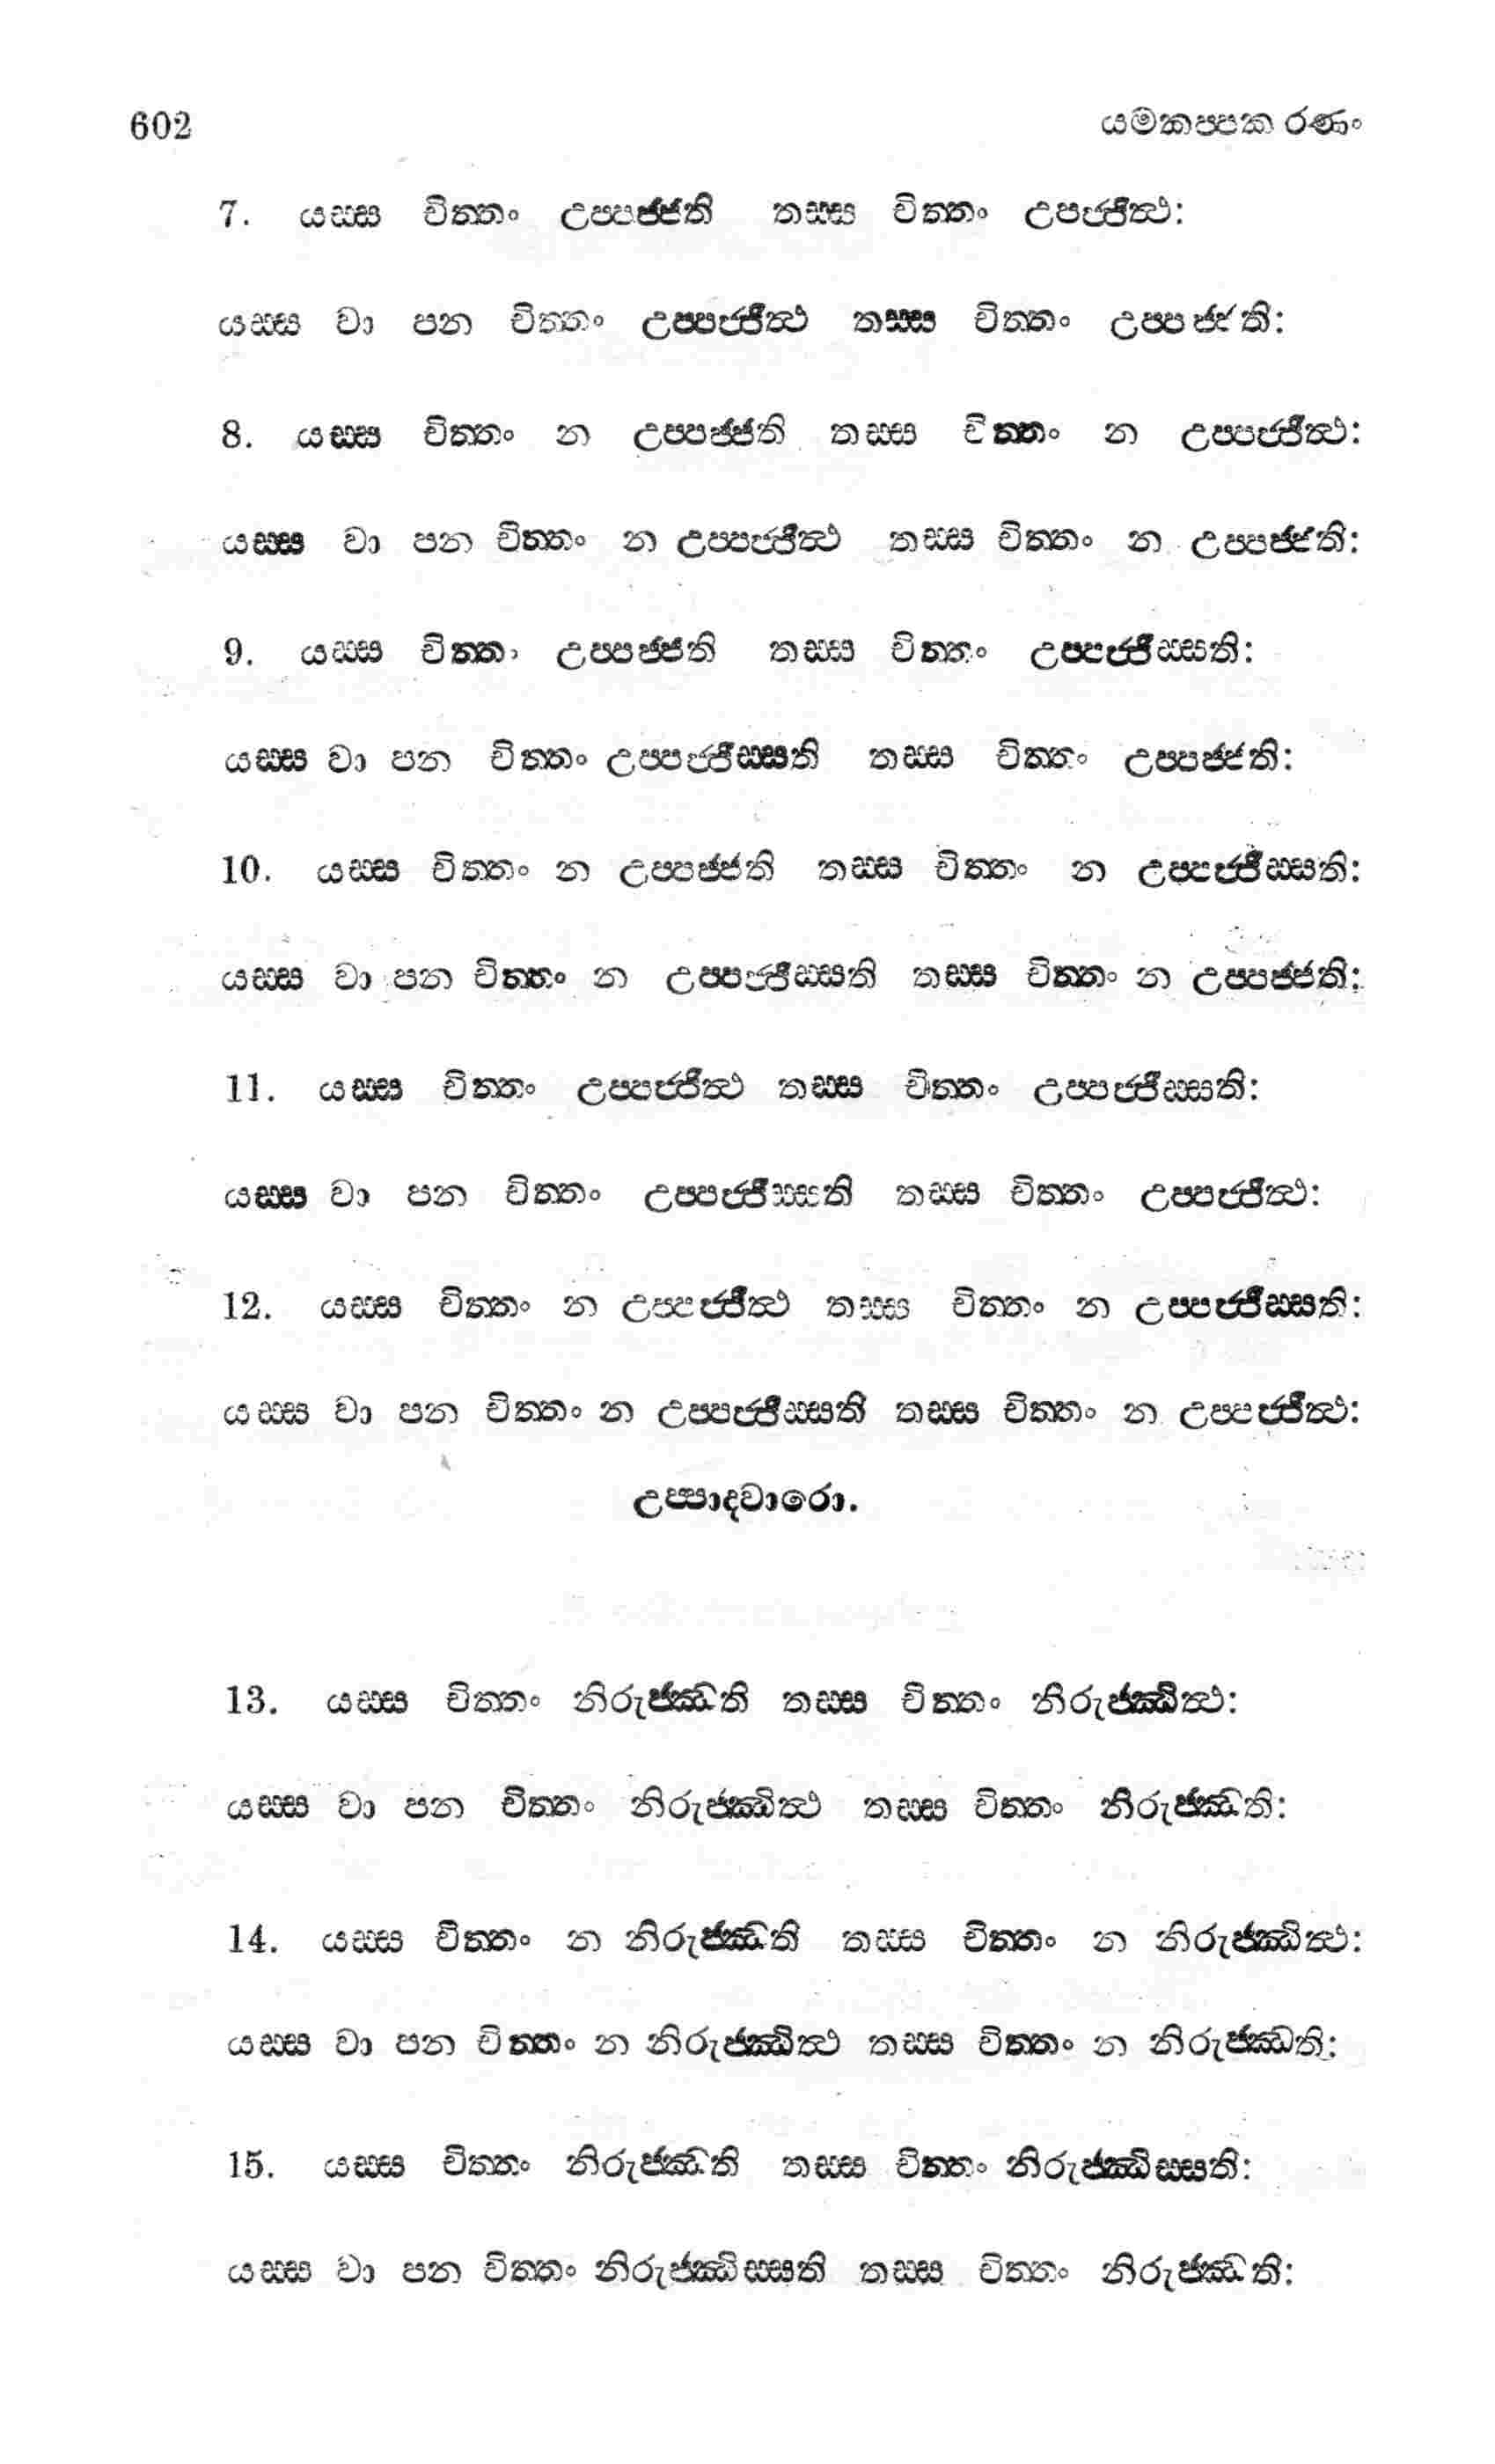 602 යමකප්පකරණං
7. යස්ස චිත්තං උප්පජ්ජති තස්ස චිත්තං උපජ්ජිත්ථ:
යස්ස වා පන චිත්තං උප්පජ්ජිත්ථ තස්ස චිත්තං උප්පජ්ජති:
8. යස්ස චිත්තං න උප්පජ්ජති තස්ස චිත්තං න උප්පජ්ජිත්ථ:
යස්ස වා පන චිත්තං න උප්පජ්ජිත්ථ තස්ස චිත්තං න උප්පජ්ජති:
9. යස්ස චිත්තං උප්පජ්ජති තස්ස චිත්තං උප්පජ්ජිස්සති:
යස්ස වා පන චිත්තං උප්පජ්ජිස්සති තස්ස චිත්තං උප්පජ්ජති:
10. යස්ස චිත්තං න උප්පජ්ජති තස්ස චිත්තං න උප්පජ්ජිස්සති:
යස්ස වා පන චිත්තං න උප්පජ්ජිස්සති තස්ස චිත්තං න උප්පජ්ජති:
11. යස්ස චිත්තං උප්පජ්ජිත්ථ තස්ස චිත්තං උප්පජ්ජිස්සති:
යස්ස වා පන චිත්තං උප්පජ්ජිස්සති තස්ස චිත්තං උප්පජ්ජිත්ථ:
12. යස්ස චිත්තං න උප්පජ්ජිත්ථ තස්ස චිත්තං න උප්පජ්ජිස්සති:
යස්ස වා පන චිත්තං න උප්පජ්ජිස්සති තස්ස චිත්තං න උප්පජ්ජිත්ථ:
උප්පාදවාරො.
13. යස්ස චිත්තං නිරුජ්ඣති තස්ස චිත්තං නිරුජ්ඣිත්ථ:
යස්ස වා පන චිත්තං නිරුජ්ඣිත්ථ තස්ස චිත්තං නිරුජ්ඣති:
14. යස්ස චිත්තං න නිරුජ්ඣති තස්ස චිත්තං න නිරුජ්ඣිත්ථ:
යස්ස වා පන චිත්තං න නිරුජ්ඣිත්ථ තස්ස චිත්තං න නිරුජ්ඣති:
15. යස්ස චිත්තං නිරුජ්ඣති තස්ස චිත්තං නිරුජ්ඣිස්සති:
යස්ස වා පන චිත්තං නිරුජ්ඣිස්සති තස්ස චිත්තං නිරුජ්ඣති: